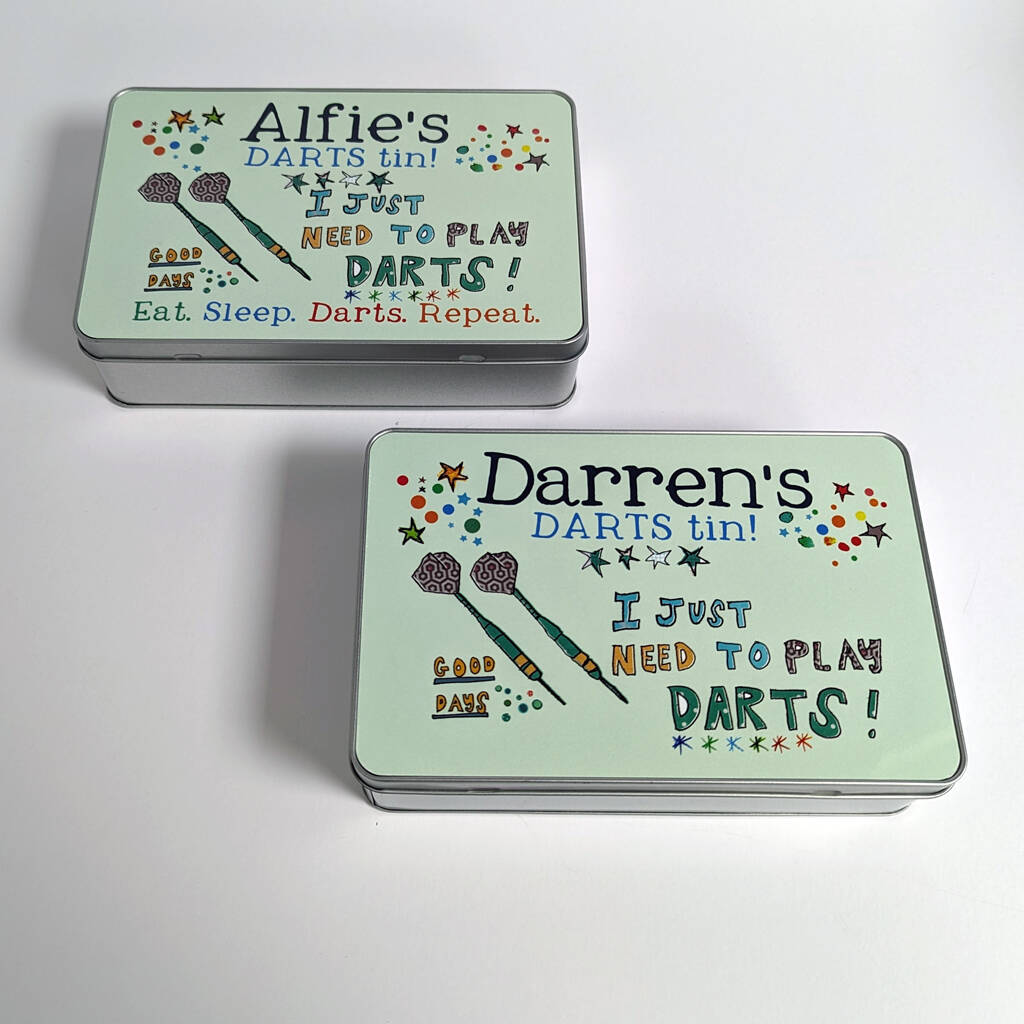 Alfie's
DARTS tin!
I JUST
NEED TO PLAY
DARTS!
GOOD
DAYS
Eat. Sleep. Darts. Repeat.
Darren's
DARTS tin!
I JUST
NEED TO PLAY
DARTS!
GOOD
DAYS